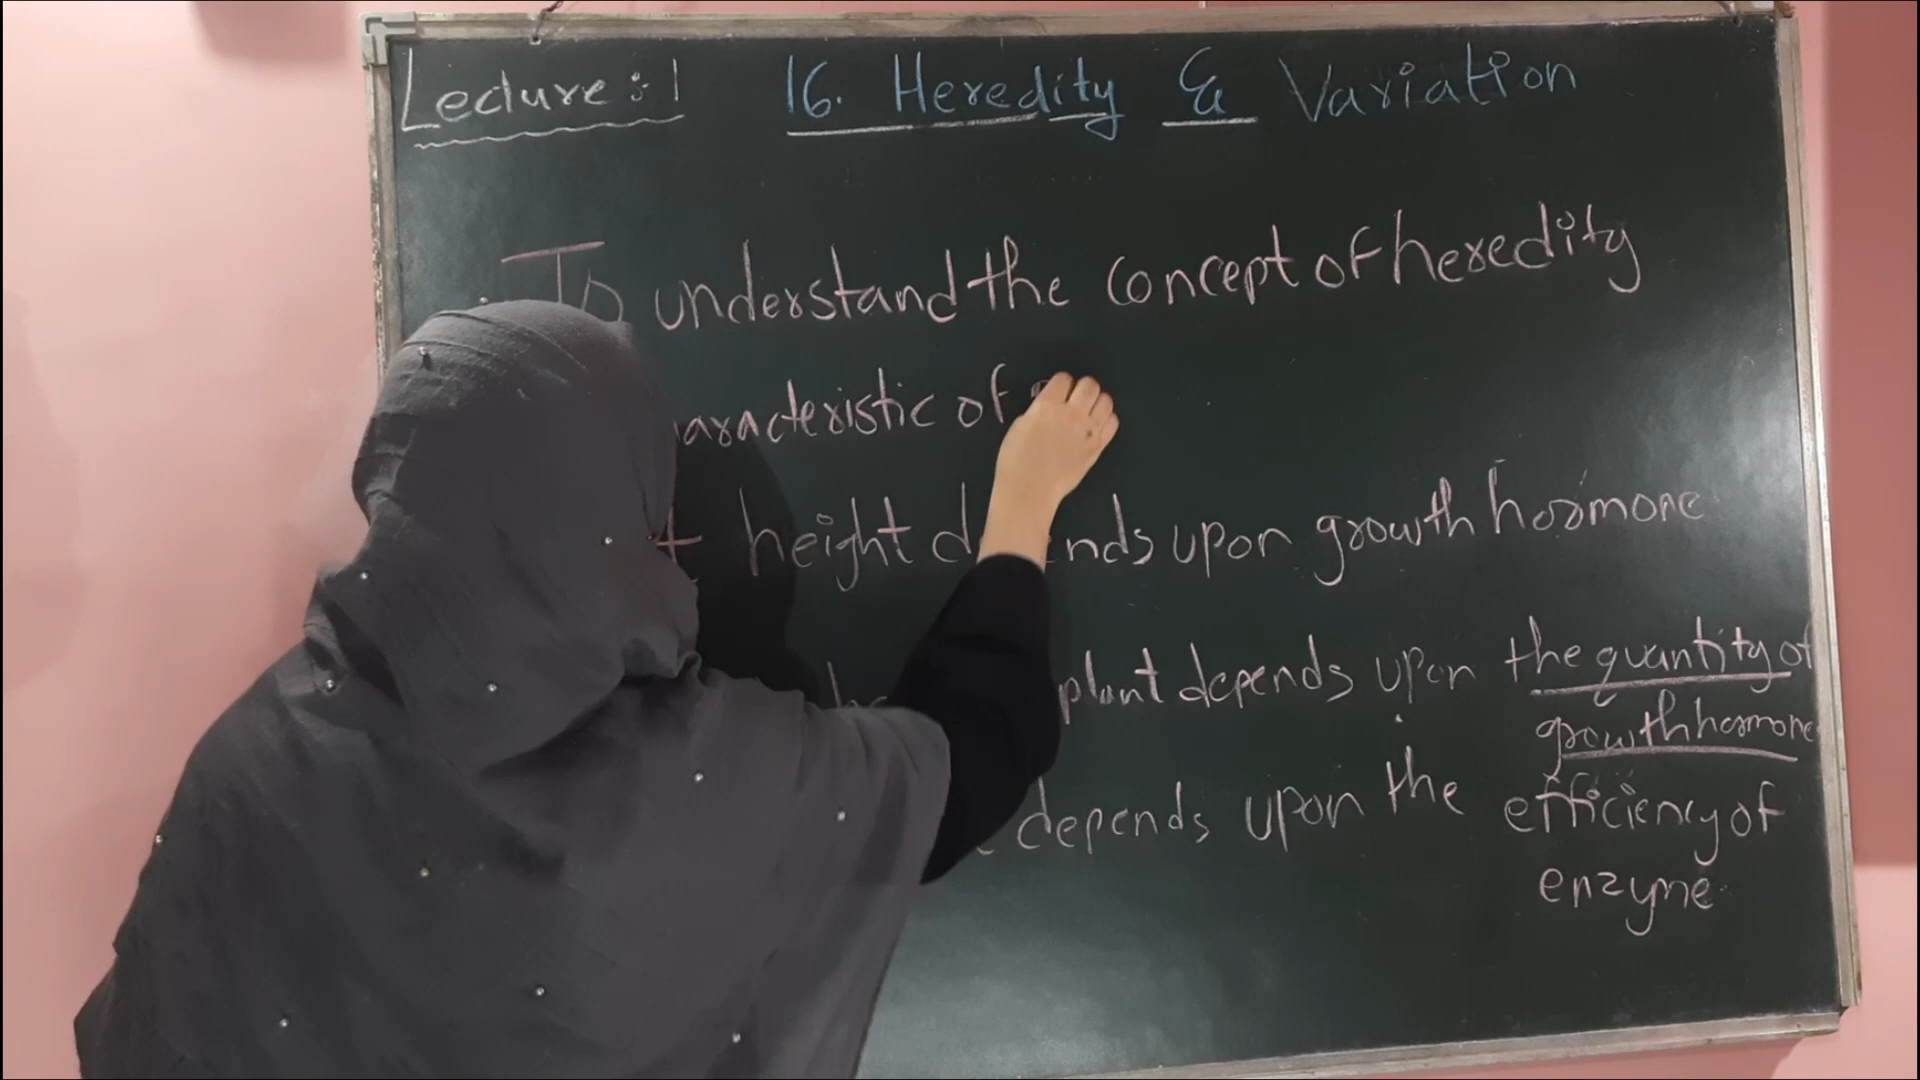 Lecture: 1 16. Heredity & Variation
To understand the concept of heredity
characteristic of
height depends upon growth hormone
plant depends upon the quantity of
growth hormone
depends upon the efficiency of
enzyme